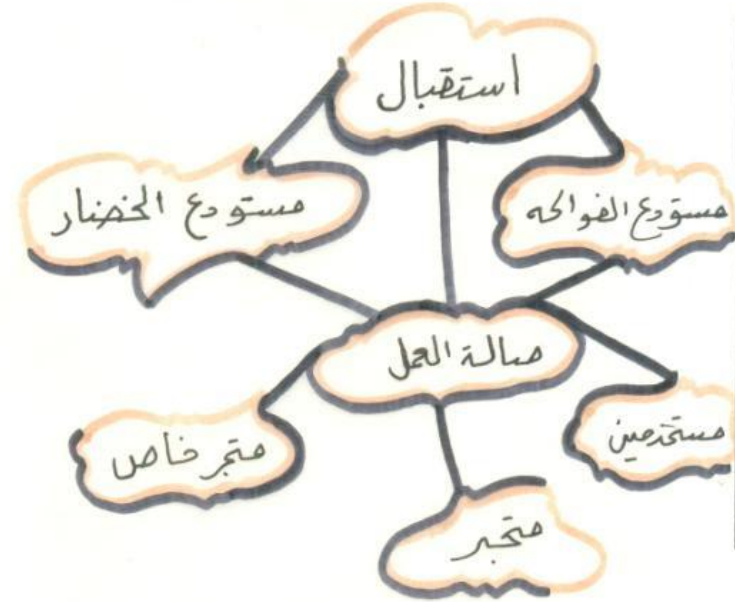 استقبال
مستودع الخضار
مستودع الفواكه
صالة العمل
متجر خاص
مستخدمين
متجر